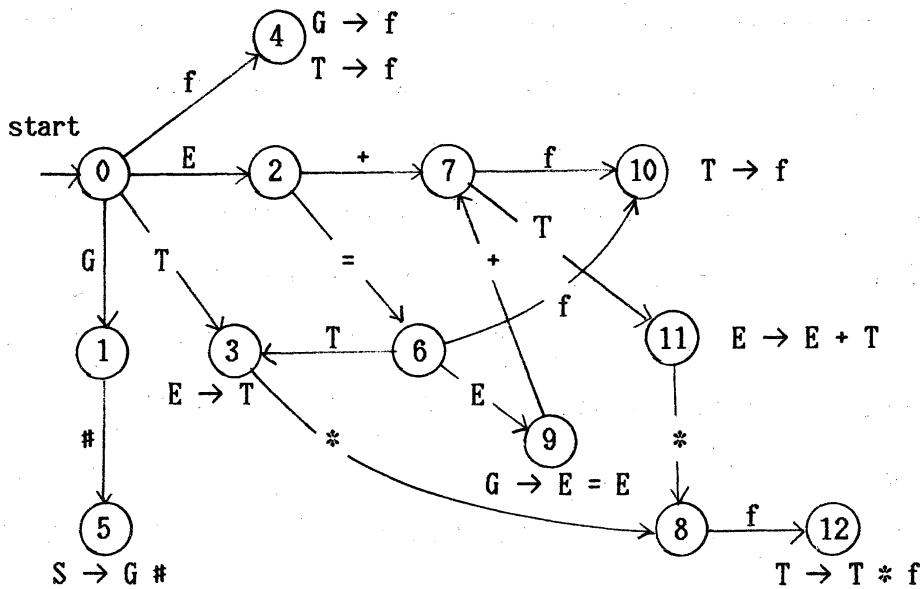 4 G → f
f T → f
start
0 E 2 + 7 f 10 T → f
T
G T = + f
1 3 T 6 11 E → E + T
E → T E
# * 9 *
G → E = E
5 8 f 12
S → G # T → T * f